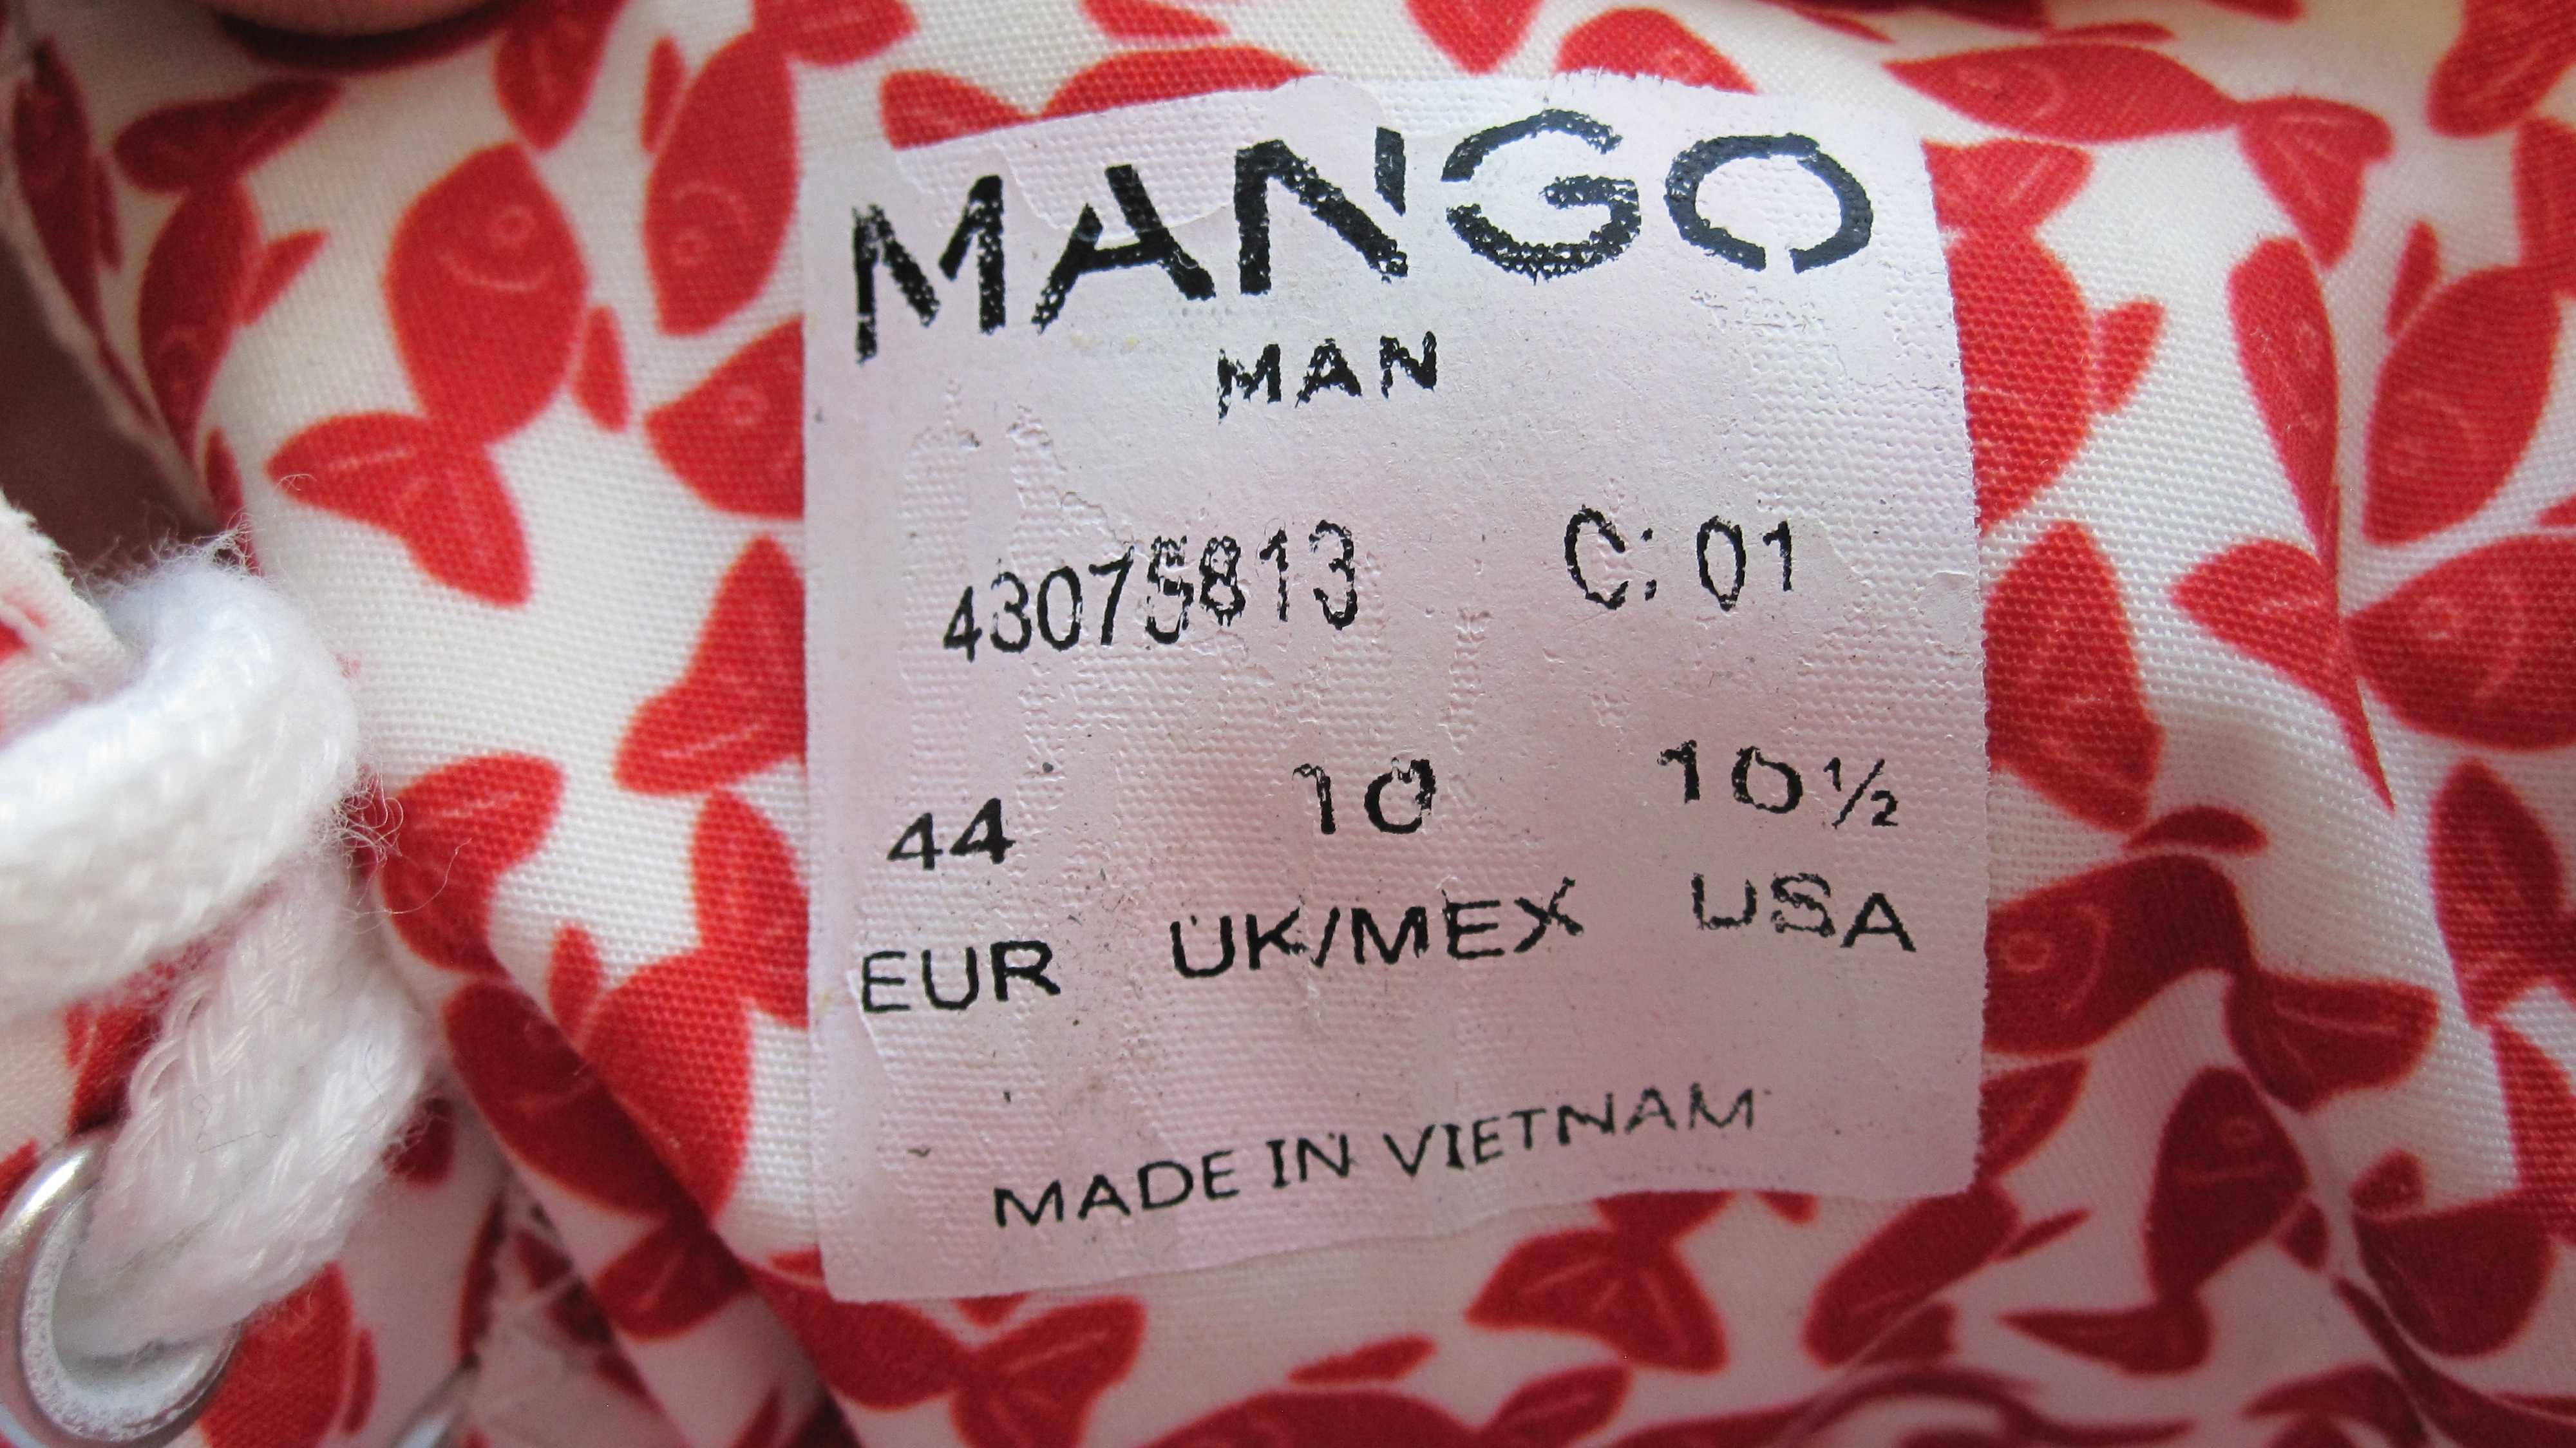 MANGO
MAN
43075813 C: 01
44 10 10½
EUR UK/MEX USA
MADE IN VIETNAM